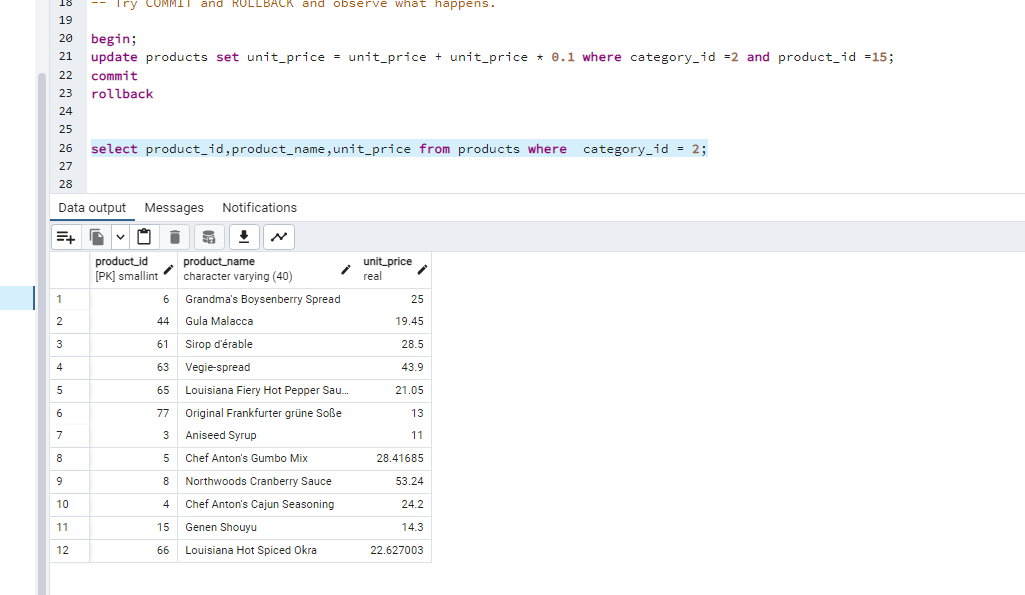 18 -- Try COMMIT and ROLLBACK and observe what happens.
19
20 begin;
21 update products set unit_price = unit_price + unit_price * 0.1 where category_id =2 and product_id =15;
22 commit
23 rollback
24
25
26 select product_id,product_name,unit_price from products where  category_id = 2;
27
28
Data output Messages Notifications
product_id product_name unit_price
[PK] smallint character varying (40) real
1 6 Grandma's Boysenberry Spread 25
2 44 Gula Malacca 19.45
3 61 Sirop d'érable 28.5
4 63 Vegie-spread 43.9
5 65 Louisiana Fiery Hot Pepper Sau... 21.05
6 77 Original Frankfurter grüne Soße 13
7 3 Aniseed Syrup 11
8 5 Chef Anton's Gumbo Mix 28.41685
9 8 Northwoods Cranberry Sauce 53.24
10 4 Chef Anton's Cajun Seasoning 24.2
11 15 Genen Shouyu 14.3
12 66 Louisiana Hot Spiced Okra 22.627003